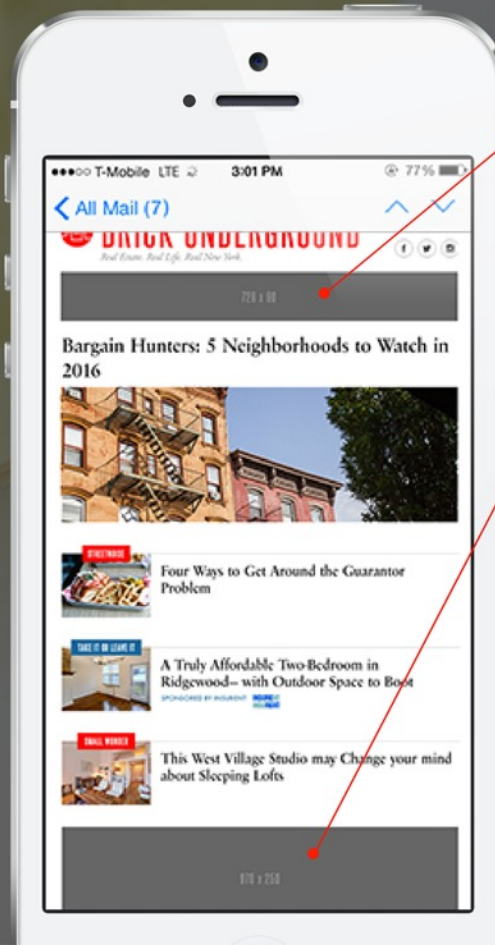 T-Mobile LTE 3:01 PM 77%
All Mail (7)
BRICK UNDERGROUND
Real Estate. Real Life. Real New York.
728 x 90
Bargain Hunters: 5 Neighborhoods to Watch in
2016
STREETNOISE
Four Ways to Get Around the Guarantor
Problem
TAKE IT OR LEAVE IT
A Truly Affordable Two-Bedroom in
Ridgewood– with Outdoor Space to Boot
SPONSORED BY INSURENT
SMALL WONDER
This West Village Studio may Change your mind
about Sleeping Lofts
970 x 250